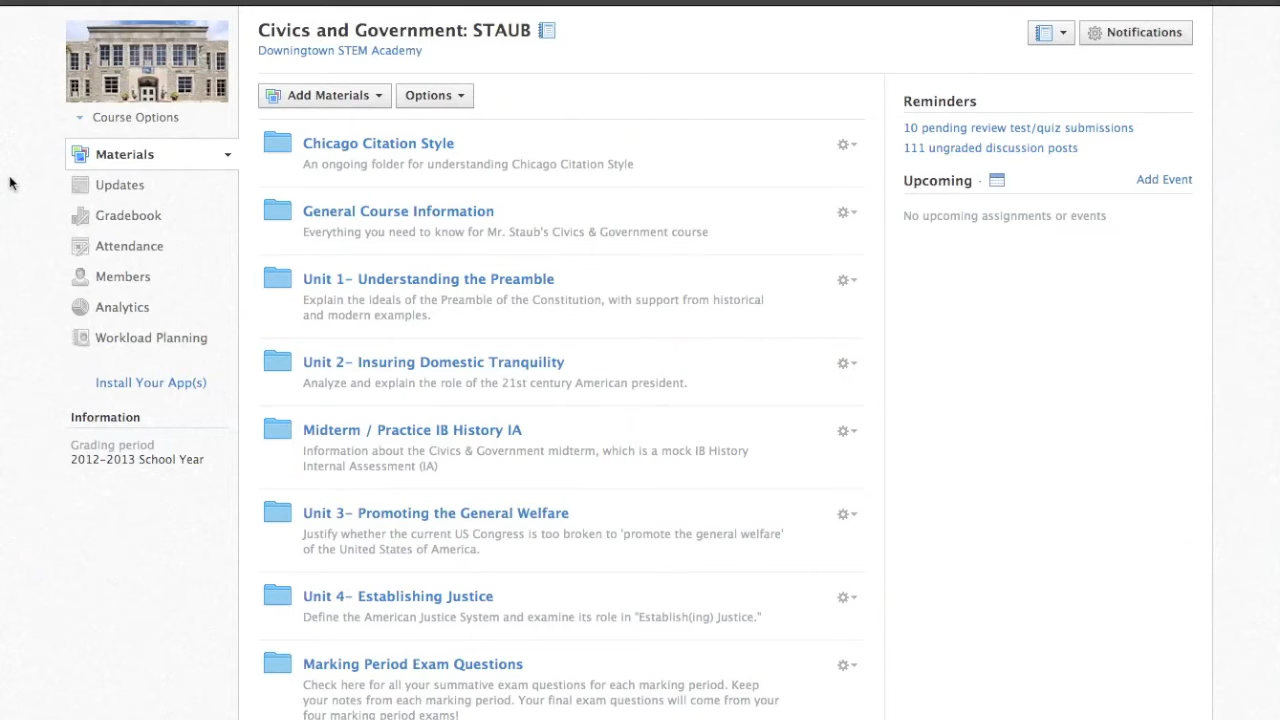 Civics and Government: STAUB
Downingtown STEM Academy
Notifications
Course Options
Materials
Updates
Gradebook
Attendance
Members
Analytics
Workload Planning
Install Your App(s)
Information
Grading period
2012-2013 School Year
Add Materials
Options
Chicago Citation Style
An ongoing folder for understanding Chicago Citation Style
General Course Information
Everything you need to know for Mr. Staub's Civics & Government course
Unit 1- Understanding the Preamble
Explain the ideals of the Preamble of the Constitution, with support from historical
and modern examples.
Unit 2- Insuring Domestic Tranquility
Analyze and explain the role of the 21st century American president.
Midterm / Practice IB History IA
Information about the Civics & Government midterm, which is a mock IB History
Internal Assessment (IA)
Unit 3- Promoting the General Welfare
Justify whether the current US Congress is too broken to 'promote the general welfare'
of the United States of America.
Unit 4- Establishing Justice
Define the American Justice System and examine its role in "Establish(ing) Justice."
Marking Period Exam Questions
Check here for all your summative exam questions for each marking period. Keep
your notes from each marking period. Your final exam questions will come from your
four marking period exams!
Reminders
10 pending review test/quiz submissions
111 ungraded discussion posts
Upcoming ·
Add Event
No upcoming assignments or events